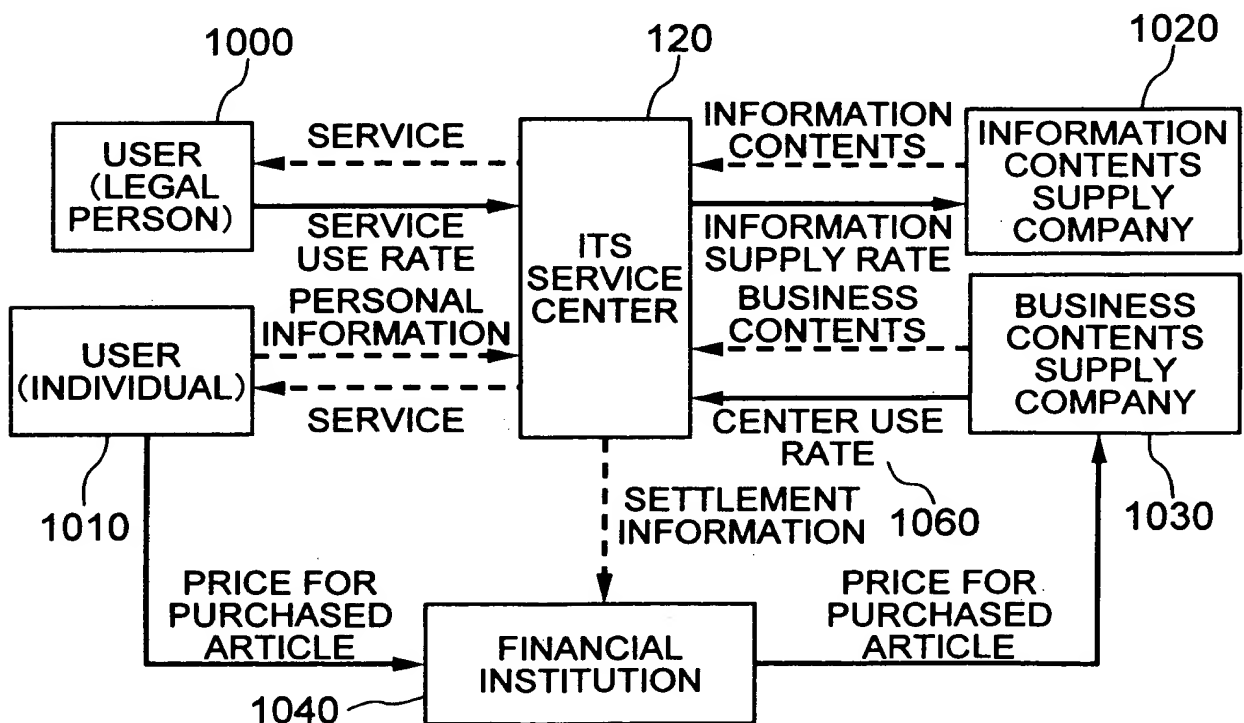 1000
120
1020
USER
(LEGAL
PERSON)
SERVICE
SERVICE
USE RATE
ITS
SERVICE
CENTER
INFORMATION
CONTENTS
INFORMATION
SUPPLY RATE
INFORMATION
CONTENTS
SUPPLY
COMPANY
USER
(INDIVIDUAL)
PERSONAL
INFORMATION
SERVICE
BUSINESS
CONTENTS
CENTER USE
RATE
BUSINESS
CONTENTS
SUPPLY
COMPANY
1010
SETTLEMENT
INFORMATION
1060
1030
PRICE FOR
PURCHASED
ARTICLE
FINANCIAL
INSTITUTION
PRICE FOR
PURCHASED
ARTICLE
1040